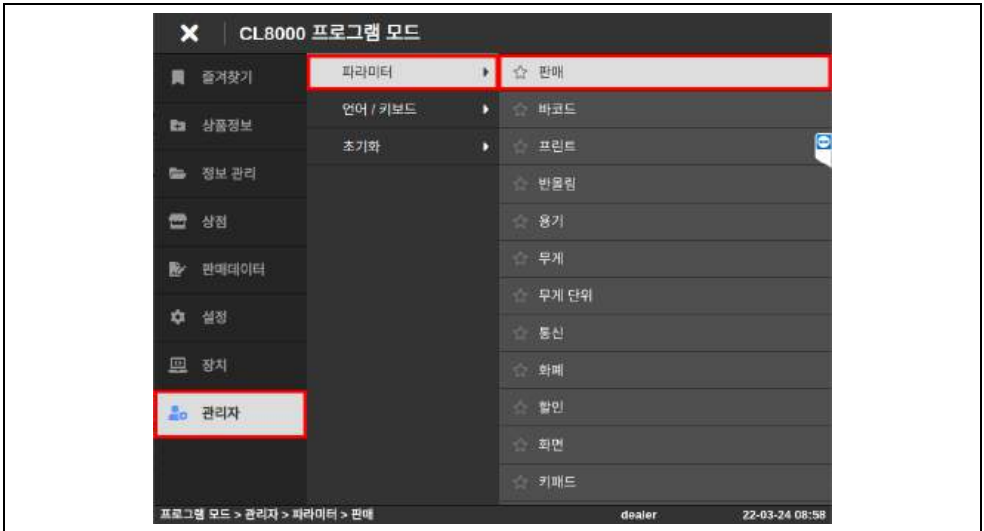 CL8000 프로그램 모드
즐겨찾기
상품정보
정보 관리
상점
판매데이터
설정
장치
관리자
파라미터
언어 / 키보드
초기화
판매
바코드
프린트
반올림
용기
무게
무게 단위
통신
화폐
할인
화면
키패드
프로그램 모드 > 관리자 > 파라미터 > 판매 dealer 22-03-24 08:58